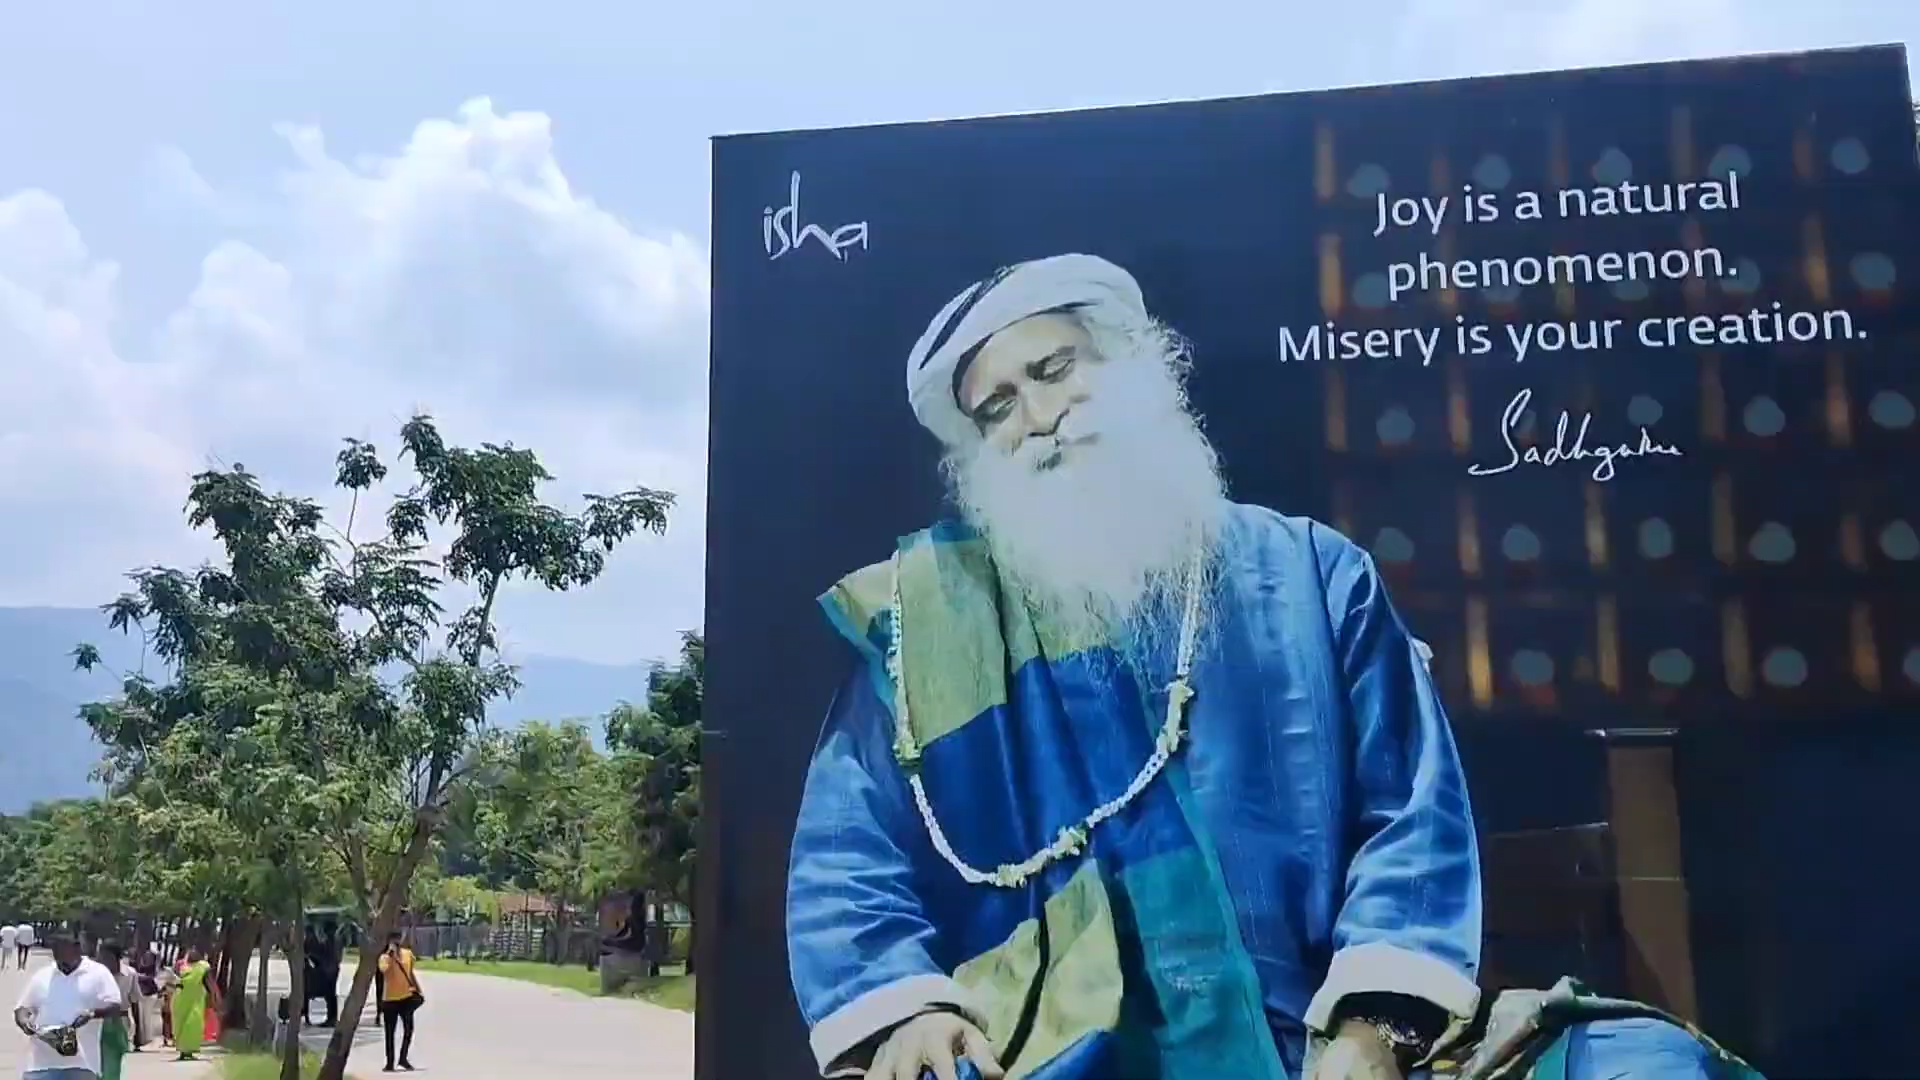 isha
Joy is a natural
phenomenon.
Misery is your creation.
Sadhguru